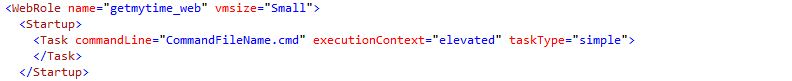 <WebRole name="getmytime_web" vmsize="Small">
<Startup>
<Task commandLine="CommandFileName.cmd" executionContext="elevated" taskType="simple">
</Task>
</Startup>